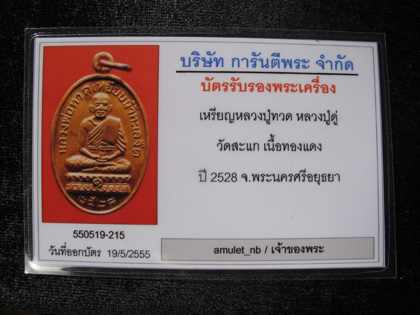 บริษัท การันตีพระ จำกัด
บัตรรับรองพระเครื่อง
เหรียญหลวงปู่ทวด หลวงปู่ดู่
วัดสะแก เนื้อทองแดง
ปี 2528 จ.พระนครศรีอยุธยา
550519-215
วันที่ออกบัตร 19/5/2555
amulet_nb / เจ้าของพระ
๒๕๒๘